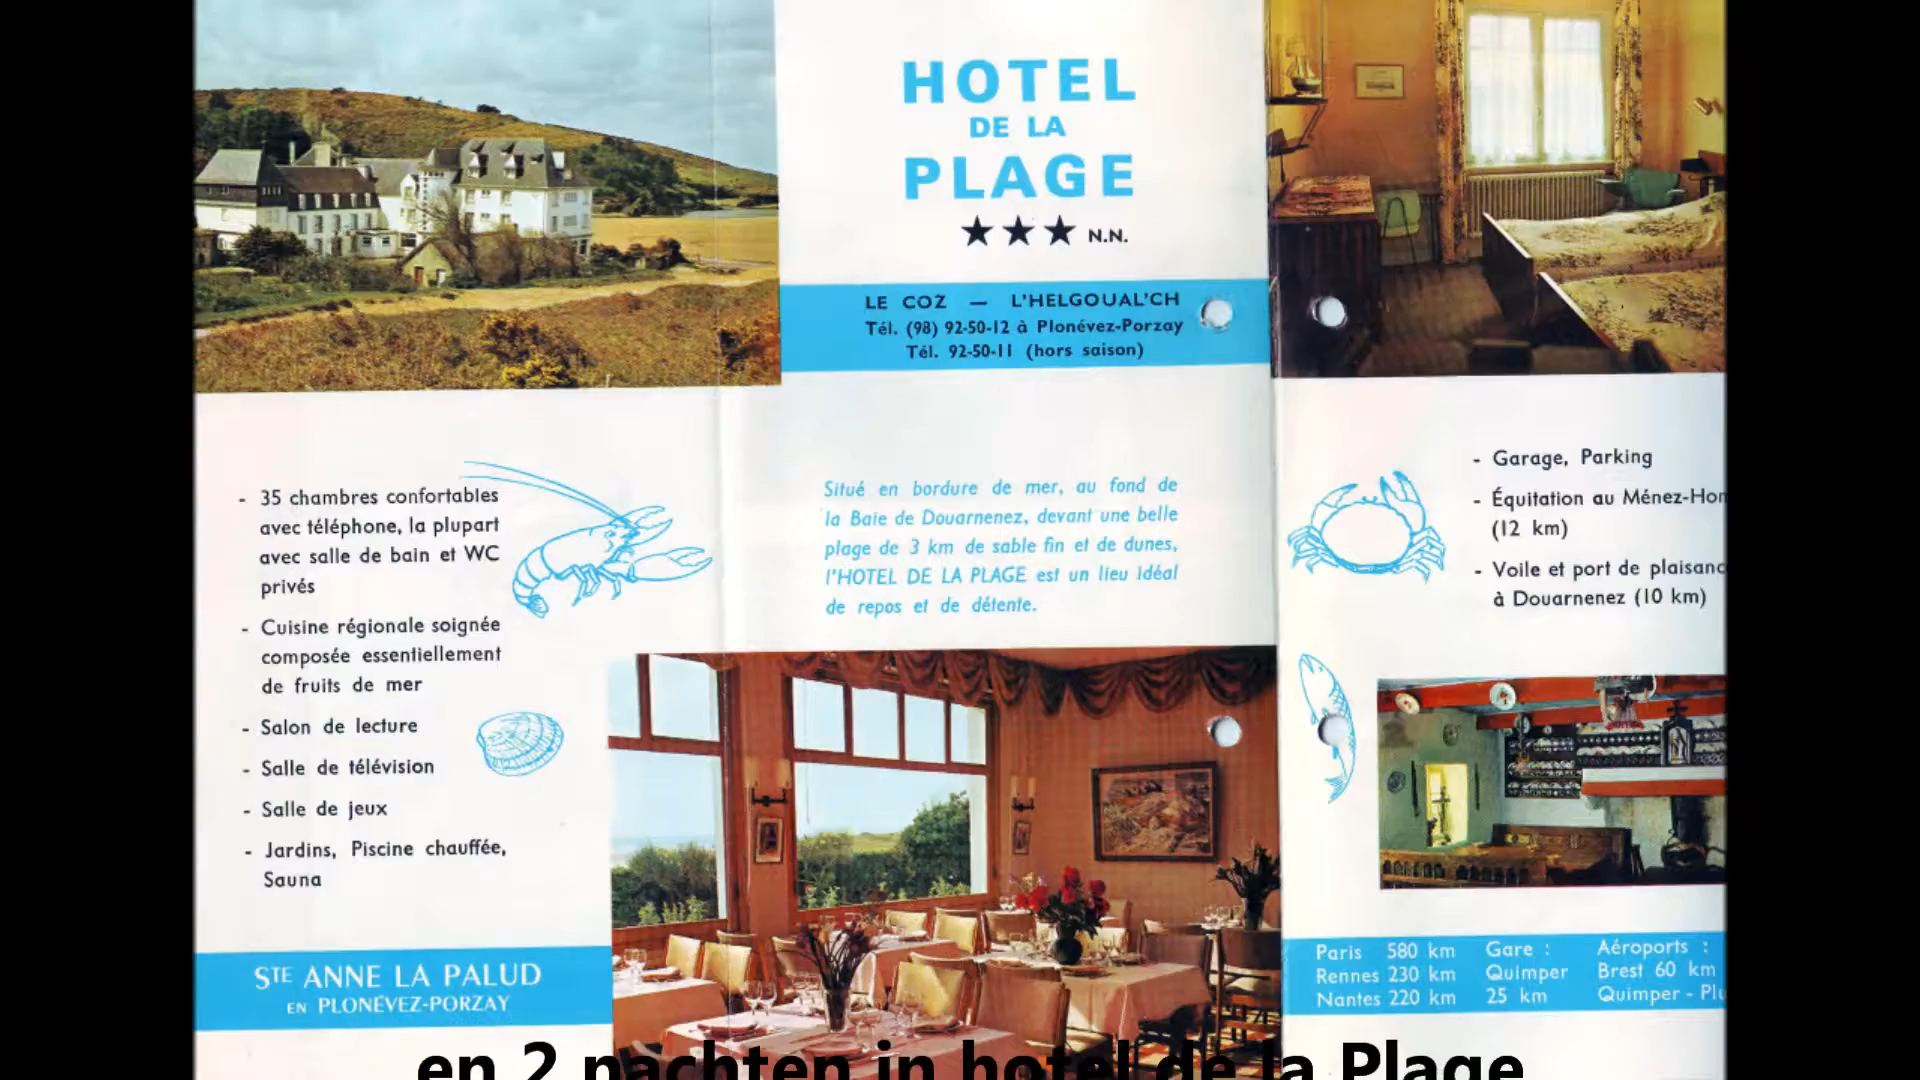 HOTEL
DE LA
PLAGE
★★★ N.N.
LE COZ — L'HELGOUAL'CH
Tél. (98) 92-50-12 à Plonévez-Porzay
Tél. 92-50-11 (hors saison)
- 35 chambres confortables
avec téléphone, la plupart
avec salle de bain et WC
privés
- Cuisine régionale soignée
composée essentiellement
de fruits de mer
- Salon de lecture
- Salle de télévision
- Salle de jeux
- Jardins, Piscine chauffée,
Sauna
STE ANNE LA PALUD
EN PLONÉVEZ-PORZAY
Situé en bordure de mer, au fond de
la Baie de Douarnenez, devant une belle
plage de 3 km de sable fin et de dunes,
l'HOTEL DE LA PLAGE est un lieu idéal
de repos et de détente.
- Garage, Parking
- Équitation au
(12 km)
- Voile et port de
à Douarnenez (10 km)
Paris 580 km
Rennes 230 km
Nantes 220 km
Gare :
Quimper
25 km
Aéroports :
Brest 60 km
Quimper -
en 2 nachten in hotel de la Plage